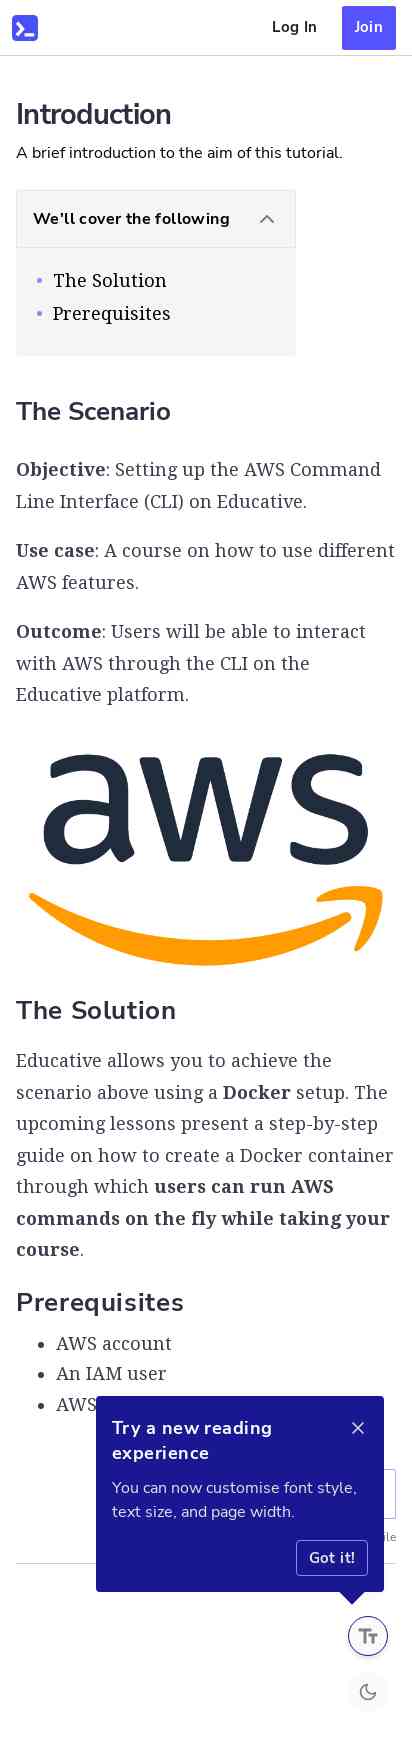 Log In
Join
Introduction
A brief introduction to the aim of this tutorial.
We'll cover the following
The Solution
Prerequisites
The Scenario
Objective: Setting up the AWS Command
Line Interface (CLI) on Educative.
Use case: A course on how to use different
AWS features.
Outcome: Users will be able to interact
with AWS through the CLI on the
Educative platform.
aws
The Solution
Educative allows you to achieve the
scenario above using a Docker setup. The
upcoming lessons present a step-by-step
guide on how to create a Docker container
through which users can run AWS
commands on the fly while taking your
course.
Prerequisites
AWS account
An IAM user
AWS
Try a new reading
experience
You can now customise font style,
text size, and page width.
Got it!
Tт